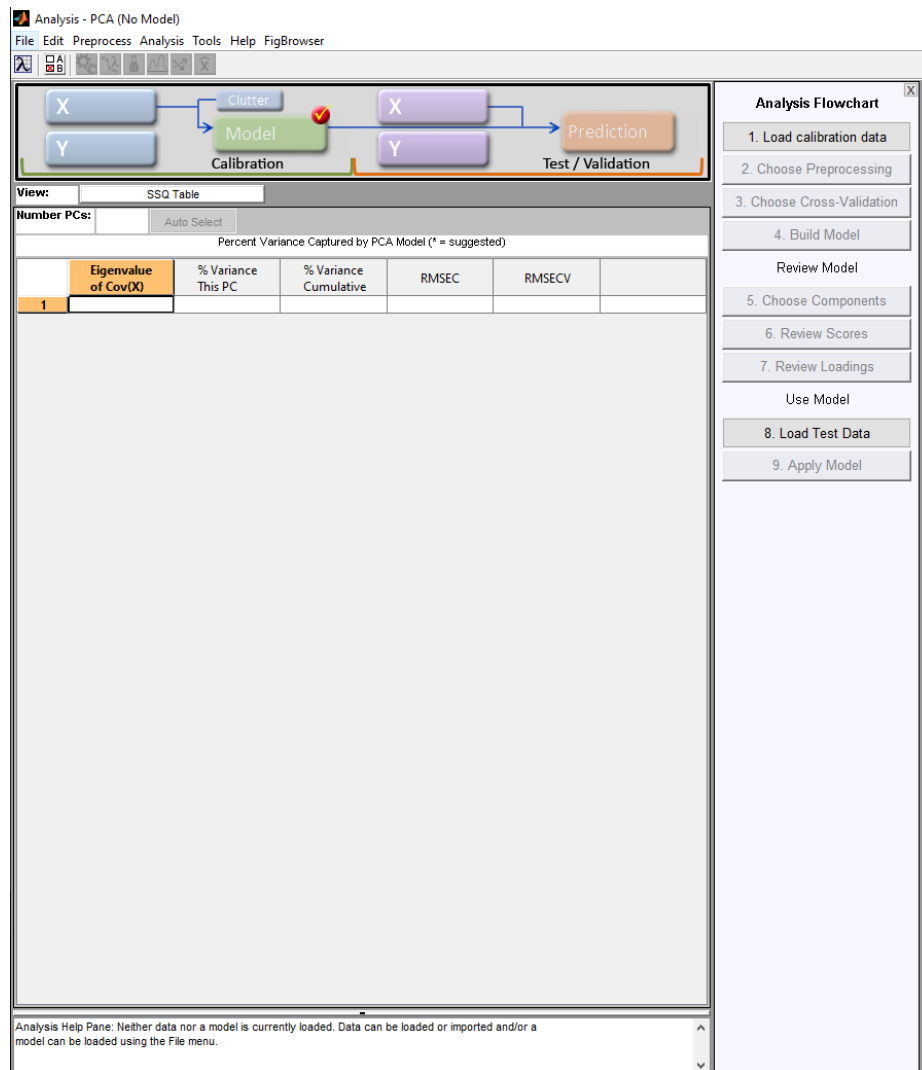 Analysis - PCA (No Model)
File Edit Preprocess Analysis Tools Help FigBrowser
A
B
X
Clutter
Model
Y
Calibration
X
Y
Prediction
Test / Validation
View:
SSQ Table
Number PCs:
Auto Select
Percent Variance Captured by PCA Model (* = suggested)
Eigenvalue
of Cov(X)
% Variance
This PC
% Variance
Cumulative
RMSEC
RMSECV
1
Analysis Help Pane: Neither data nor a model is currently loaded. Data can be loaded or imported and/or a
model can be loaded using the File menu.
X
Analysis Flowchart
1. Load calibration data
2. Choose Preprocessing
3. Choose Cross-Validation
4. Build Model
Review Model
5. Choose Components
6. Review Scores
7. Review Loadings
Use Model
8. Load Test Data
9. Apply Model